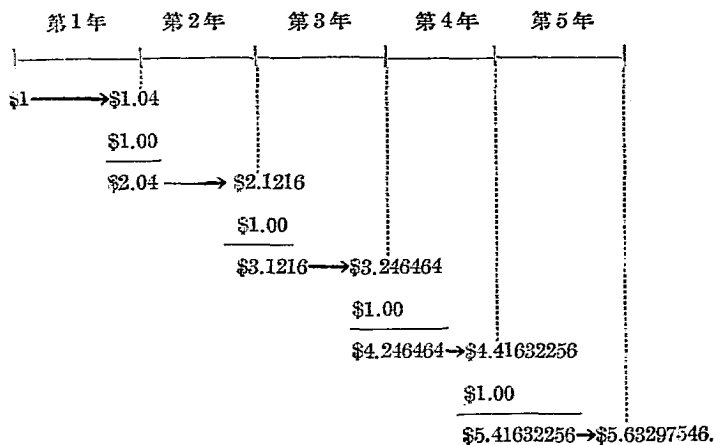 第1年 第2年 第3年 第4年 第5年
$1 → $1.04
$1.00
$2.04 → $2.1216
$1.00
$3.1216 → $3.246464
$1.00
$4.246464 → $4.41632256
$1.00
$5.41632256 → $5.63297546.